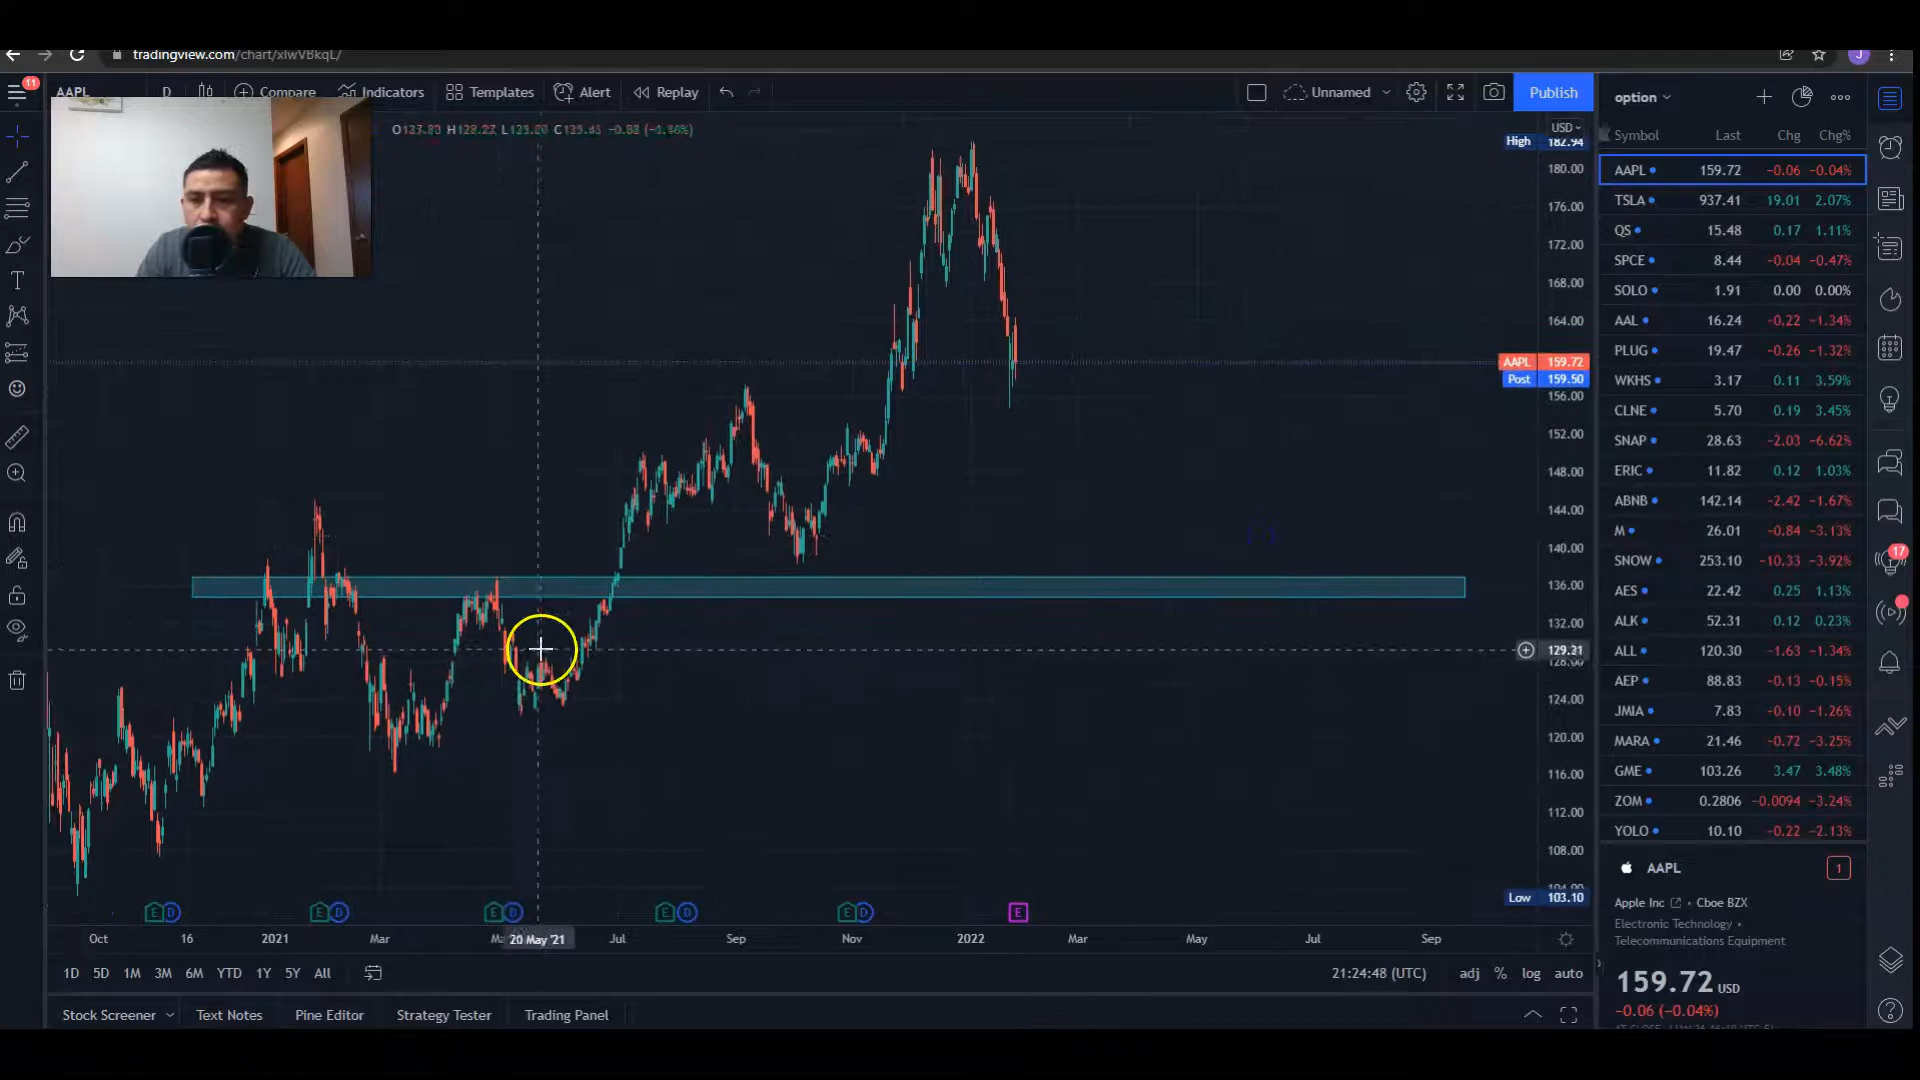 tradingview.com/chart/xlwVBkqL/
11
AAPL D Compare Indicators Templates Alert Replay Unnamed Publish
USD
High 182.94
180.00
176.00
172.00
168.00
164.00
AAPL 159.72
Post 159.50
156.00
152.00
148.00
144.00
140.00
136.00
132.00
129.21
128.00
124.00
120.00
116.00
112.00
108.00
Low 103.10
E D E D E D E D E D E
Oct 16 2021 Mar 20 May '21 Jul Sep Nov 2022 Mar May Jul Sep
1D 5D 1M 3M 6M YTD 1Y 5Y All 21:24:48 (UTC) adj % log auto
Stock Screener Text Notes Pine Editor Strategy Tester Trading Panel
J
option
Symbol Last Chg Chg%
AAPL 159.72 -0.06 -0.04%
TSLA 937.41 19.01 2.07%
QS 15.48 0.17 1.11%
SPCE 8.44 -0.04 -0.47%
SOLO 1.91 0.00 0.00%
AAL 16.24 -0.22 -1.34%
PLUG 19.47 -0.26 -1.32%
WKHS 3.17 0.11 3.59%
CLNE 5.70 0.19 3.45%
SNAP 28.63 -2.03 -6.62%
ERIC 11.82 0.12 1.03%
ABNB 142.14 -2.42 -1.67%
M 26.01 -0.84 -3.13%
SNOW 253.10 -10.33 -3.92%
AES 22.42 0.25 1.13%
ALK 52.31 0.12 0.23%
ALL 120.30 -1.63 -1.34%
AEP 88.83 -0.13 -0.15%
JMIA 7.83 -0.10 -1.26%
MARA 21.46 -0.72 -3.25%
GME 103.26 3.47 3.48%
ZOM 0.2806 -0.0094 -3.24%
YOLO 10.10 -0.22 -2.13%
AAPL 1
Apple Inc • Cboe BZX
Electronic Technology •
Telecommunications Equipment
159.72 USD
-0.06 (-0.04%)
17